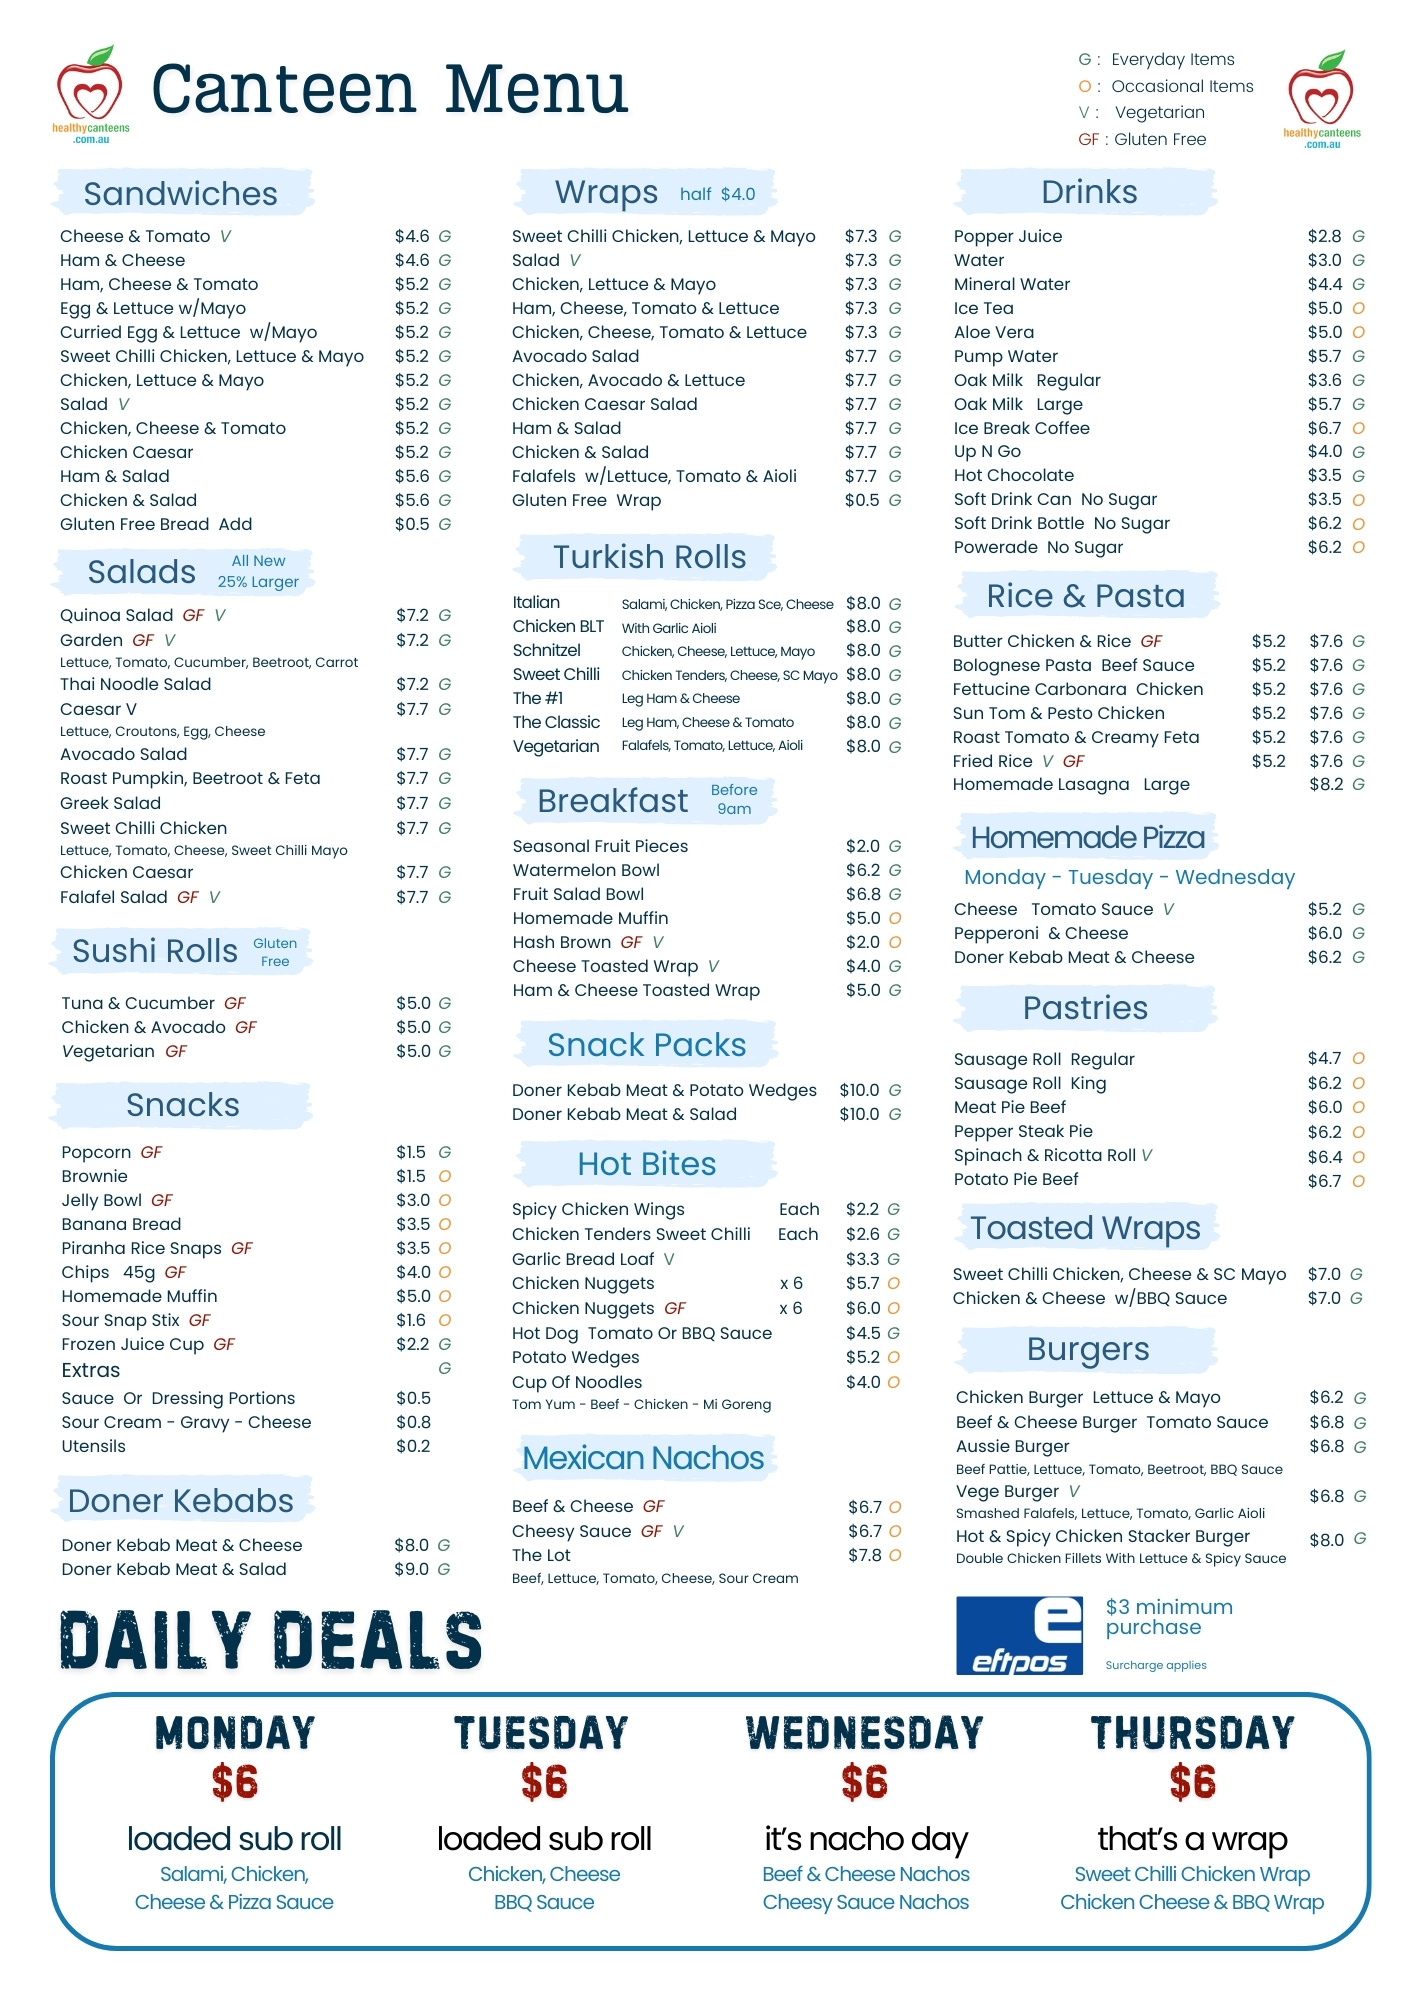 Canteen Menu
healthycanteens
.com.au
G : Everyday Items
O : Occasional Items
V : Vegetarian
GF : Gluten Free
healthycanteens
.com.au
Sandwiches
Cheese & Tomato V $4.6 G
Ham & Cheese $4.6 G
Ham, Cheese & Tomato $5.2 G
Egg & Lettuce w/Mayo $5.2 G
Curried Egg & Lettuce w/Mayo $5.2 G
Sweet Chilli Chicken, Lettuce & Mayo $5.2 G
Chicken, Lettuce & Mayo $5.2 G
Salad V $5.2 G
Chicken, Cheese & Tomato $5.2 G
Chicken Caesar $5.2 G
Ham & Salad $5.6 G
Chicken & Salad $5.6 G
Gluten Free Bread Add $0.5 G
Salads All New
25% Larger
Quinoa Salad GF V $7.2 G
Garden GF V $7.2 G
Lettuce, Tomato, Cucumber, Beetroot, Carrot
Thai Noodle Salad $7.2 G
Caesar V $7.7 G
Lettuce, Croutons, Egg, Cheese
Avocado Salad $7.7 G
Roast Pumpkin, Beetroot & Feta $7.7 G
Greek Salad $7.7 G
Sweet Chilli Chicken $7.7 G
Lettuce, Tomato, Cheese, Sweet Chilli Mayo
Chicken Caesar $7.7 G
Falafel Salad GF V $7.7 G
Sushi Rolls Gluten
Free
Tuna & Cucumber GF $5.0 G
Chicken & Avocado GF $5.0 G
Vegetarian GF $5.0 G
Snacks
Popcorn GF $1.5 G
Brownie $1.5 O
Jelly Bowl GF $3.0 O
Banana Bread $3.5 O
Piranha Rice Snaps GF $3.5 O
Chips 45g GF $4.0 O
Homemade Muffin $5.0 O
Sour Snap Stix GF $1.6 O
Frozen Juice Cup GF $2.2 G
Extras G
Sauce Or Dressing Portions $0.5
Sour Cream - Gravy - Cheese $0.8
Utensils $0.2
Doner Kebabs
Doner Kebab Meat & Cheese $8.0 G
Doner Kebab Meat & Salad $9.0 G
Wraps half $4.0
Sweet Chilli Chicken, Lettuce & Mayo $7.3 G
Salad V $7.3 G
Chicken, Lettuce & Mayo $7.3 G
Ham, Cheese, Tomato & Lettuce $7.3 G
Chicken, Cheese, Tomato & Lettuce $7.3 G
Avocado Salad $7.7 G
Chicken, Avocado & Lettuce $7.7 G
Chicken Caesar Salad $7.7 G
Ham & Salad $7.7 G
Chicken & Salad $7.7 G
Falafels w/Lettuce, Tomato & Aioli $7.7 G
Gluten Free Wrap $0.5 G
Turkish Rolls
Italian Salami, Chicken, Pizza Sce, Cheese $8.0 G
Chicken BLT With Garlic Aioli $8.0 G
Schnitzel Chicken, Cheese, Lettuce, Mayo $8.0 G
Sweet Chilli Chicken Tenders, Cheese, SC Mayo $8.0 G
The #1 Leg Ham & Cheese $8.0 G
The Classic Leg Ham, Cheese & Tomato $8.0 G
Vegetarian Falafels, Tomato, Lettuce, Aioli $8.0 G
Breakfast Before
9am
Seasonal Fruit Pieces $2.0 G
Watermelon Bowl $6.2 G
Fruit Salad Bowl $6.8 G
Homemade Muffin $5.0 O
Hash Brown GF V $2.0 O
Cheese Toasted Wrap V $4.0 G
Ham & Cheese Toasted Wrap $5.0 G
Snack Packs
Doner Kebab Meat & Potato Wedges $10.0 G
Doner Kebab Meat & Salad $10.0 G
Hot Bites
Spicy Chicken Wings Each $2.2 G
Chicken Tenders Sweet Chilli Each $2.6 G
Garlic Bread Loaf V $3.3 G
Chicken Nuggets x 6 $5.7 O
Chicken Nuggets GF x 6 $6.0 O
Hot Dog Tomato Or BBQ Sauce $4.5 G
Potato Wedges $5.2 O
Cup Of Noodles $4.0 O
Tom Yum - Beef - Chicken - Mi Goreng
Mexican Nachos
Beef & Cheese GF $6.7 O
Cheesy Sauce GF V $6.7 O
The Lot $7.8 O
Beef, Lettuce, Tomato, Cheese, Sour Cream
Drinks
Popper Juice $2.8 G
Water $3.0 G
Mineral Water $4.4 G
Ice Tea $5.0 O
Aloe Vera $5.0 O
Pump Water $5.7 G
Oak Milk Regular $3.6 G
Oak Milk Large $5.7 G
Ice Break Coffee $6.7 O
Up N Go $4.0 G
Hot Chocolate $3.5 G
Soft Drink Can No Sugar $3.5 O
Soft Drink Bottle No Sugar $6.2 O
Powerade No Sugar $6.2 O
Rice & Pasta
Butter Chicken & Rice GF $5.2 $7.6 G
Bolognese Pasta Beef Sauce $5.2 $7.6 G
Fettucine Carbonara Chicken $5.2 $7.6 G
Sun Tom & Pesto Chicken $5.2 $7.6 G
Roast Tomato & Creamy Feta $5.2 $7.6 G
Fried Rice V GF $5.2 $7.6 G
Homemade Lasagna Large $8.2 G
Homemade Pizza
Monday - Tuesday - Wednesday
Cheese Tomato Sauce V $5.2 G
Pepperoni & Cheese $6.0 G
Doner Kebab Meat & Cheese $6.2 G
Pastries
Sausage Roll Regular $4.7 O
Sausage Roll King $6.2 O
Meat Pie Beef $6.0 O
Pepper Steak Pie $6.2 O
Spinach & Ricotta Roll V $6.4 O
Potato Pie Beef $6.7 O
Toasted Wraps
Sweet Chilli Chicken, Cheese & SC Mayo $7.0 G
Chicken & Cheese w/BBQ Sauce $7.0 G
Burgers
Chicken Burger Lettuce & Mayo $6.2 G
Beef & Cheese Burger Tomato Sauce $6.8 G
Aussie Burger $6.8 G
Beef Pattie, Lettuce, Tomato, Beetroot, BBQ Sauce
Vege Burger V $6.8 G
Smashed Falafels, Lettuce, Tomato, Garlic Aioli
Hot & Spicy Chicken Stacker Burger $8.0 G
Double Chicken Fillets With Lettuce & Spicy Sauce
e
eftpos
$3 minimum
purchase
Surcharge applies
DAILY DEALS
MONDAY
$6
loaded sub roll
Salami, Chicken,
Cheese & Pizza Sauce
TUESDAY
$6
loaded sub roll
Chicken, Cheese
BBQ Sauce
WEDNESDAY
$6
it's nacho day
Beef & Cheese Nachos
Cheesy Sauce Nachos
THURSDAY
$6
that's a wrap
Sweet Chilli Chicken Wrap
Chicken Cheese & BBQ Wrap